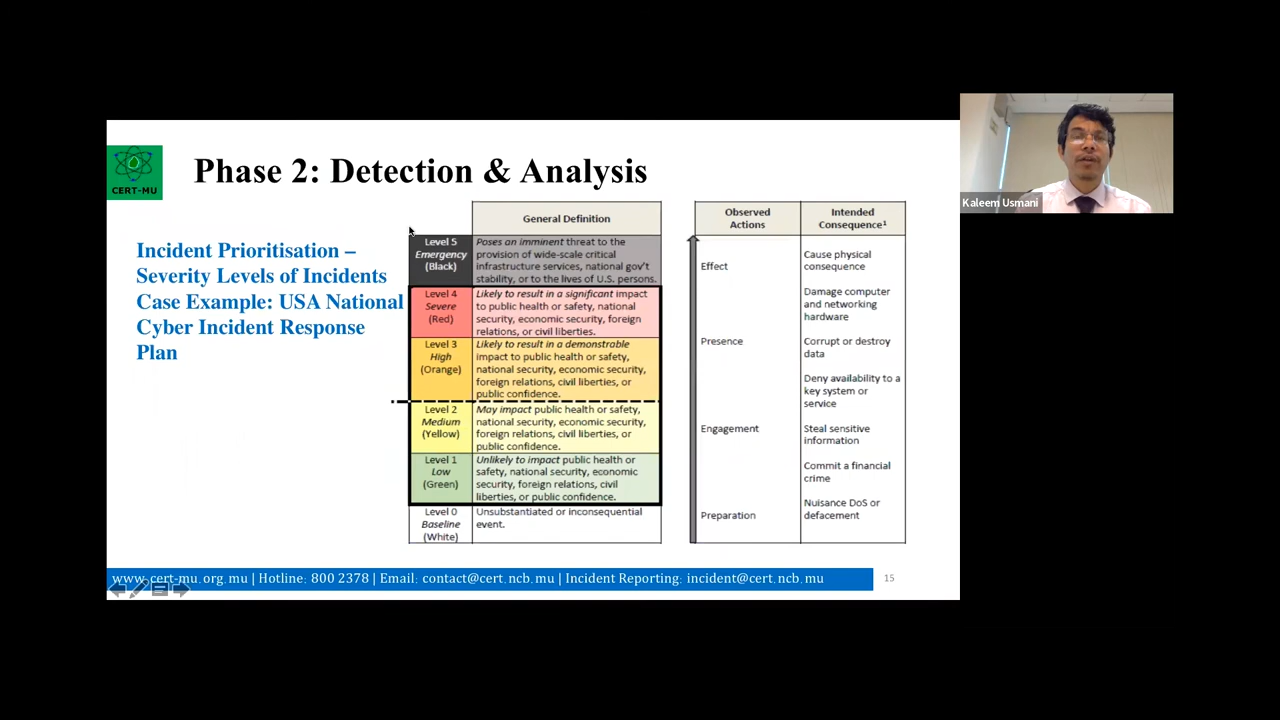 CERT-MU
Phase 2: Detection & Analysis
Incident Prioritisation –
Severity Levels of Incidents
Case Example: USA National
Cyber Incident Response
Plan
General Definition
Level 5
Emergency
(Black)
Poses an imminent threat to the
provision of wide-scale critical
infrastructure services, national gov't
stability, or to the lives of U.S. persons.
Level 4
Severe
(Red)
Likely to result in a significant impact
to public health or safety, national
security, economic security, foreign
relations, or civil liberties.
Level 3
High
(Orange)
Likely to result in a demonstrable
impact to public health or safety,
national security, economic security,
foreign relations, civil liberties, or
public confidence.
Level 2
Medium
(Yellow)
May impact public health or safety,
national security, economic security,
foreign relations, civil liberties, or
public confidence.
Level 1
Low
(Green)
Unlikely to impact public health or
safety, national security, economic
security, foreign relations, civil
liberties, or public confidence.
Level 0
Baseline
(White)
Unsubstantiated or inconsequential
event.
Observed
Actions
Intended
Consequence1
Effect
Presence
Engagement
Preparation
Cause physical
consequence
Damage computer
and networking
hardware
Corrupt or destroy
data
Deny availability to a
key system or
service
Steal sensitive
information
Commit a financial
crime
Nuisance DoS or
defacement
www.cert-mu.org.mu | Hotline: 800 2378 | Email: contact@cert.ncb.mu | Incident Reporting: incident@cert.ncb.mu
15
Kaleem Usmani